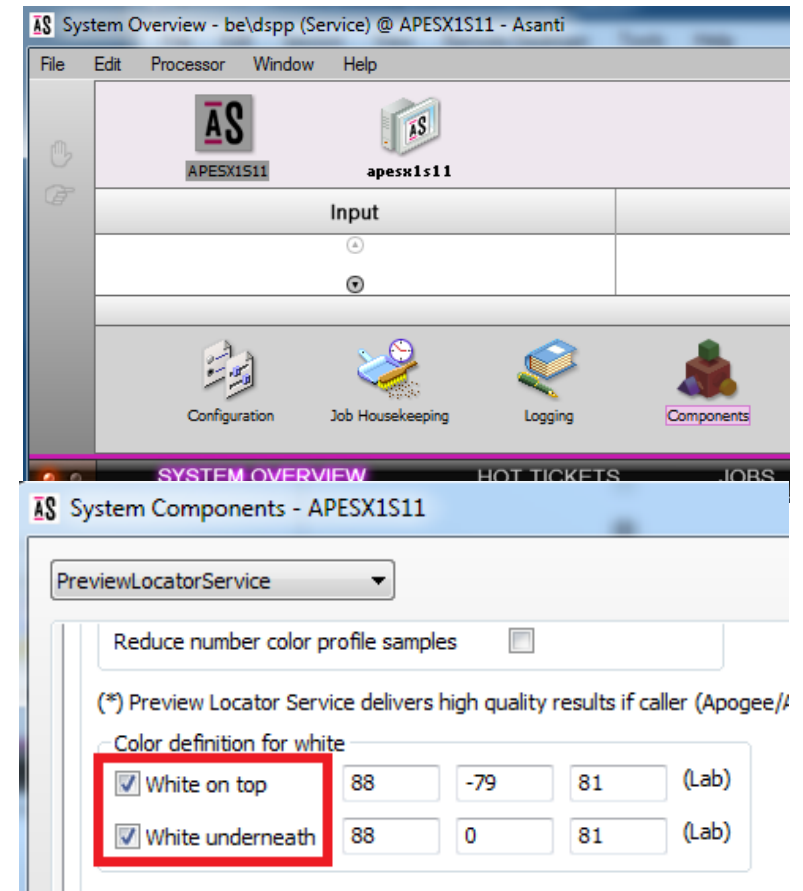 AS System Overview - be\dspp (Service) @ APESX1S11 - Asanti
File Edit Processor Window Help
AS AS
APESX1S11 apesx1s11
Input
Configuration Job Housekeeping Logging Components
SYSTEM OVERVIEW HOT TICKETS JOBS
AS System Components - APESX1S11
PreviewLocatorService
Reduce number color profile samples
(*) Preview Locator Service delivers high quality results if caller (Apogee/
Color definition for white
White on top 88 -79 81 (Lab)
White underneath 88 0 81 (Lab)